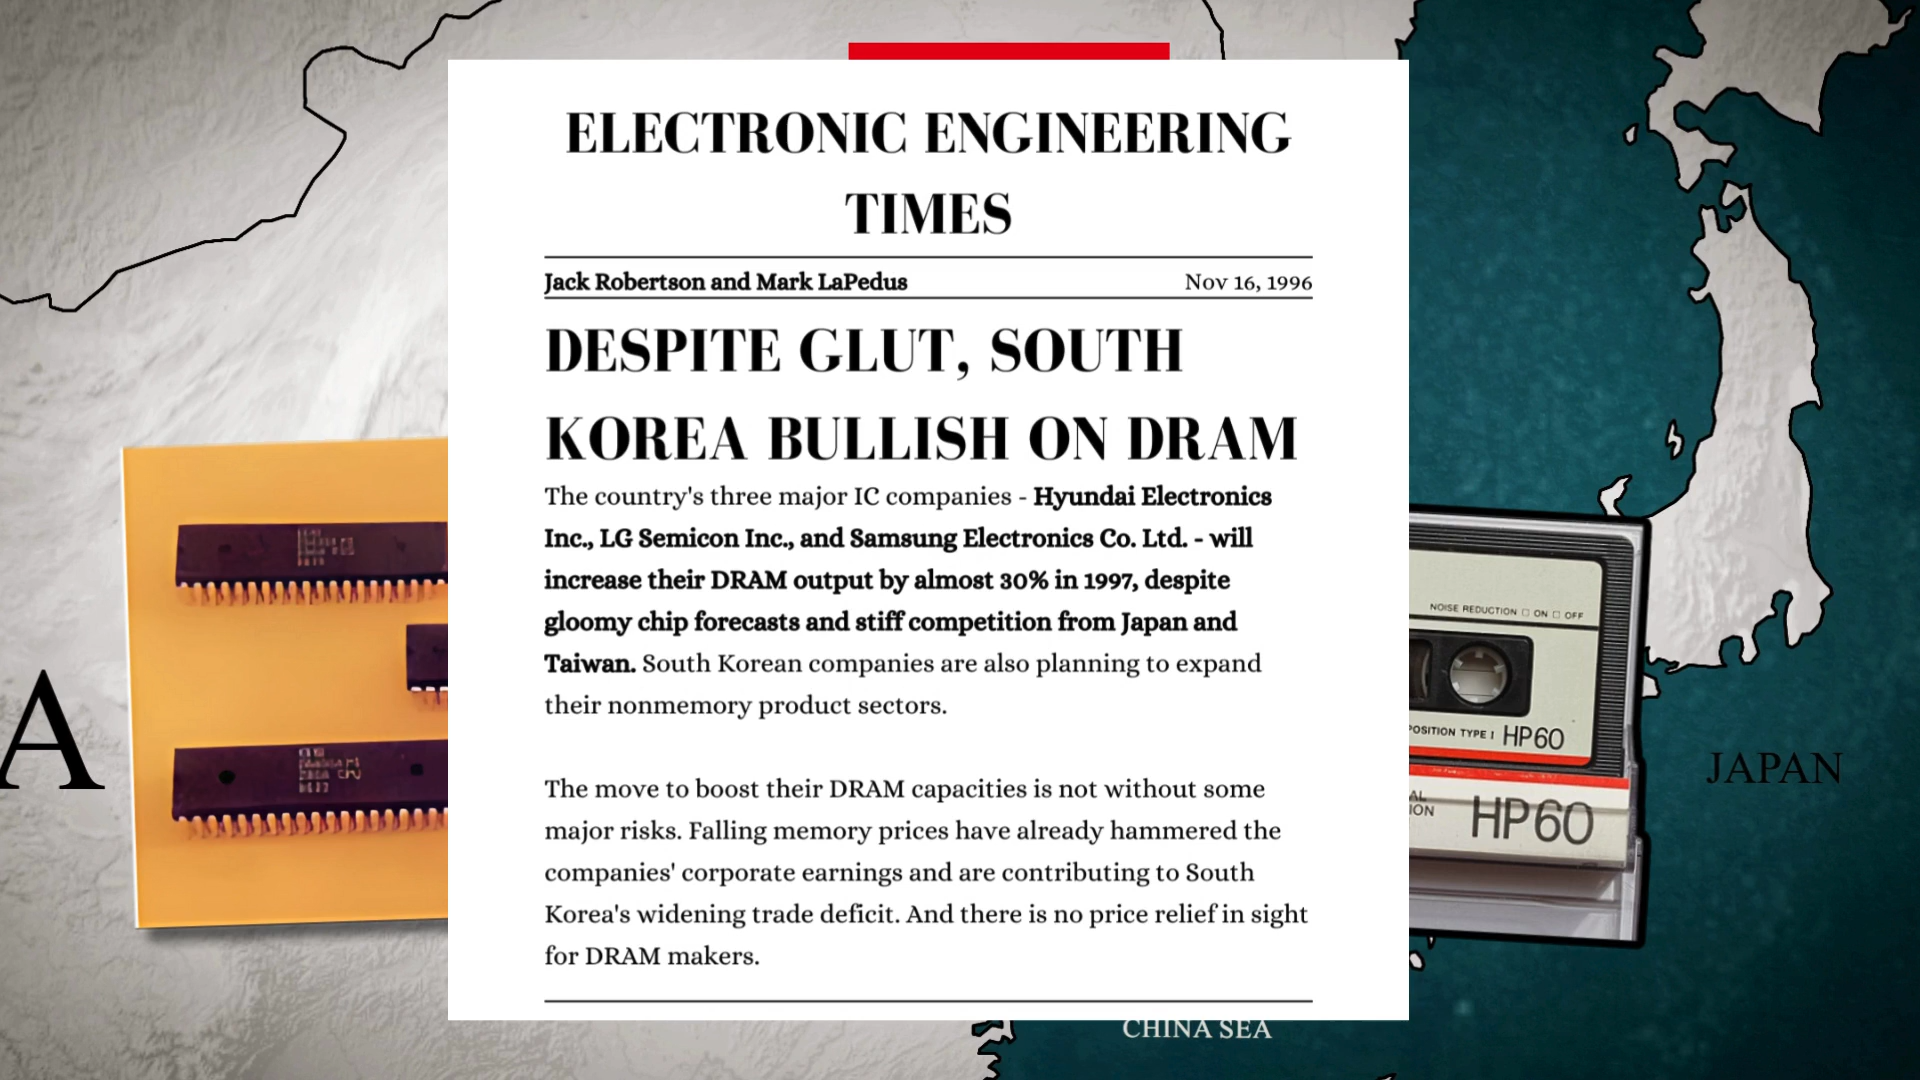 ELECTRONIC ENGINEERING
TIMES
Jack Robertson and Mark LaPedus
Nov 16, 1996
DESPITE GLUT, SOUTH
KOREA BULLISH ON DRAM
The country's three major IC companies - Hyundai Electronics
Inc., LG Semicon Inc., and Samsung Electronics Co. Ltd. - will
increase their DRAM output by almost 30% in 1997, despite
gloomy chip forecasts and stiff competition from Japan and
Taiwan. South Korean companies are also planning to expand
their nonmemory product sectors.
The move to boost their DRAM capacities is not without some
major risks. Falling memory prices have already hammered the
companies' corporate earnings and are contributing to South
Korea's widening trade deficit. And there is no price relief in sight
for DRAM makers.
A
NOISE REDUCTION □ ON □ OFF
POSITION TYPE I HP60
HP60
JAPAN
CHINA SEA